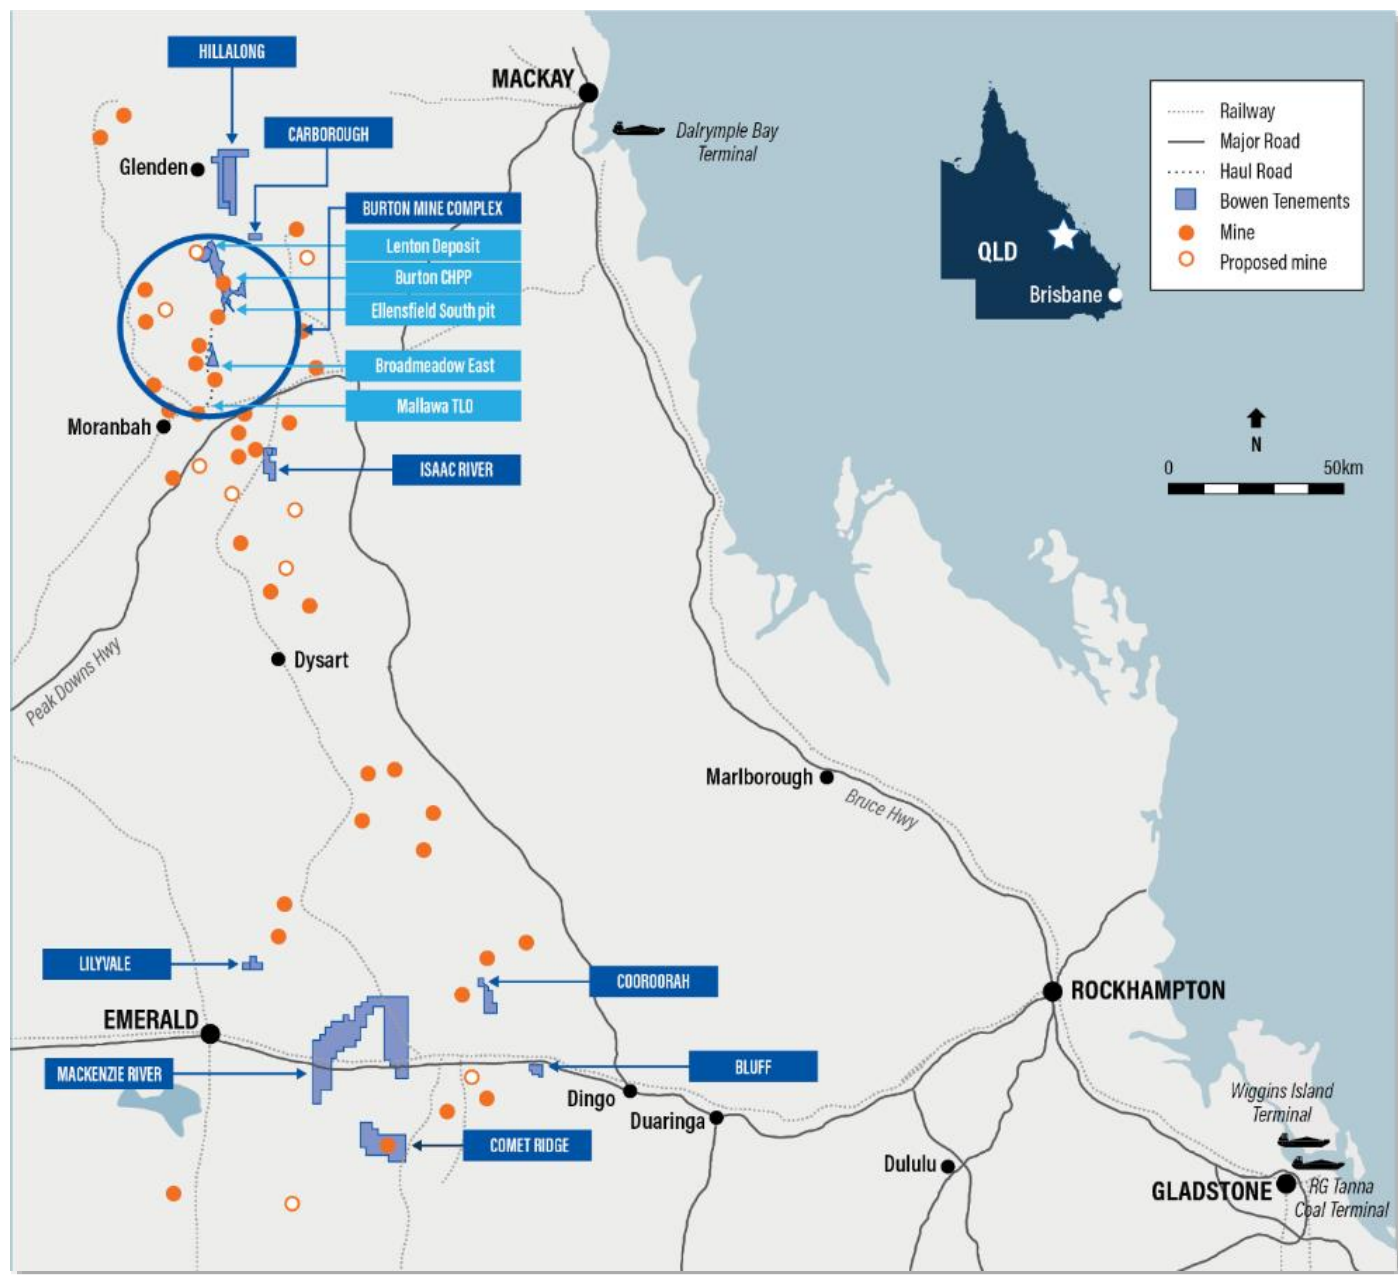 HILLALONG
MACKAY
CARBOROUGH
Dalrymple Bay
Terminal
Glenden
BURTON MINE COMPLEX
Lenton Deposit
Burton CHPP
Ellensfield South pit
Broadmeadow East
Mallawa TLO
Moranbah
ISAAC RIVER
QLD
Brisbane
Railway
Major Road
Haul Road
Bowen Tenements
Mine
Proposed mine
N
0 50km
Peak Downs Hwy
Dysart
Marlborough
Bruce Hwy
LILYVALE
COOROORAH
EMERALD
ROCKHAMPTON
MACKENZIE RIVER
BLUFF
Dingo
Duaringa
COMET RIDGE
Dululu
Wiggins Island
Terminal
GLADSTONE
RG Tanna
Coal Terminal